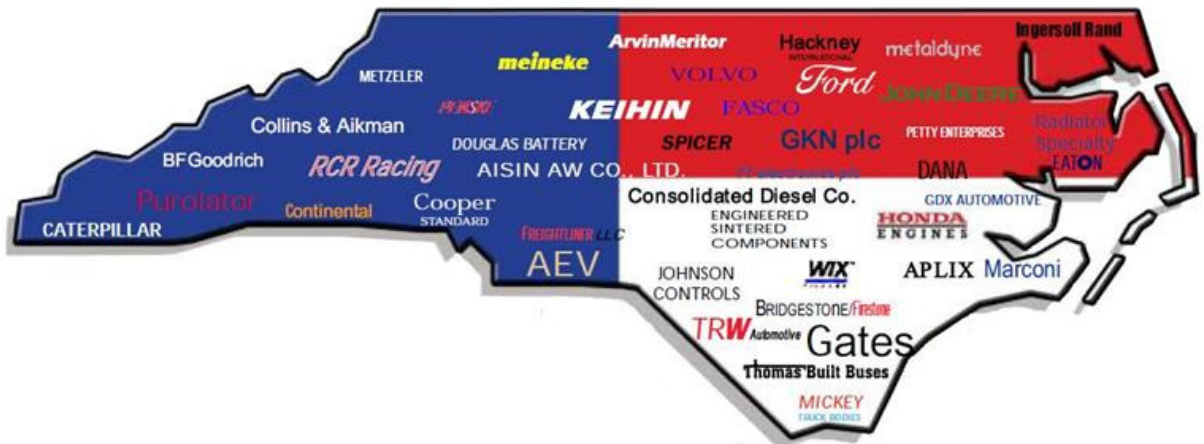 Ingersoll Rand
ArvinMeritor
Hackney
INTERNATIONAL
metaldyne
meineke
METZELER
VOLVO
Ford
JOHN DEERE
PENSKE
KEIHIN
FASCO
Collins & Aikman
DOUGLAS BATTERY
SPICER
GKN plc
PETTY ENTERPRISES
Radiator
Specialty
BFGoodrich
RCR Racing
AISIN AW CO., LTD.
DANA
EATON
Purolator
Continental
Cooper
STANDARD
Consolidated Diesel Co.
GDX AUTOMOTIVE
CATERPILLAR
FREIGHTLINER LLC
ENGINEERED
SINTERED
COMPONENTS
HONDA
ENGINES
AEV
JOHNSON
CONTROLS
WIX
FILTERS
APLIX
Marconi
BRIDGESTONE/Firestone
TRW Automotive
Gates
Thomas Built Buses
MICKEY
TRUCK BODIES